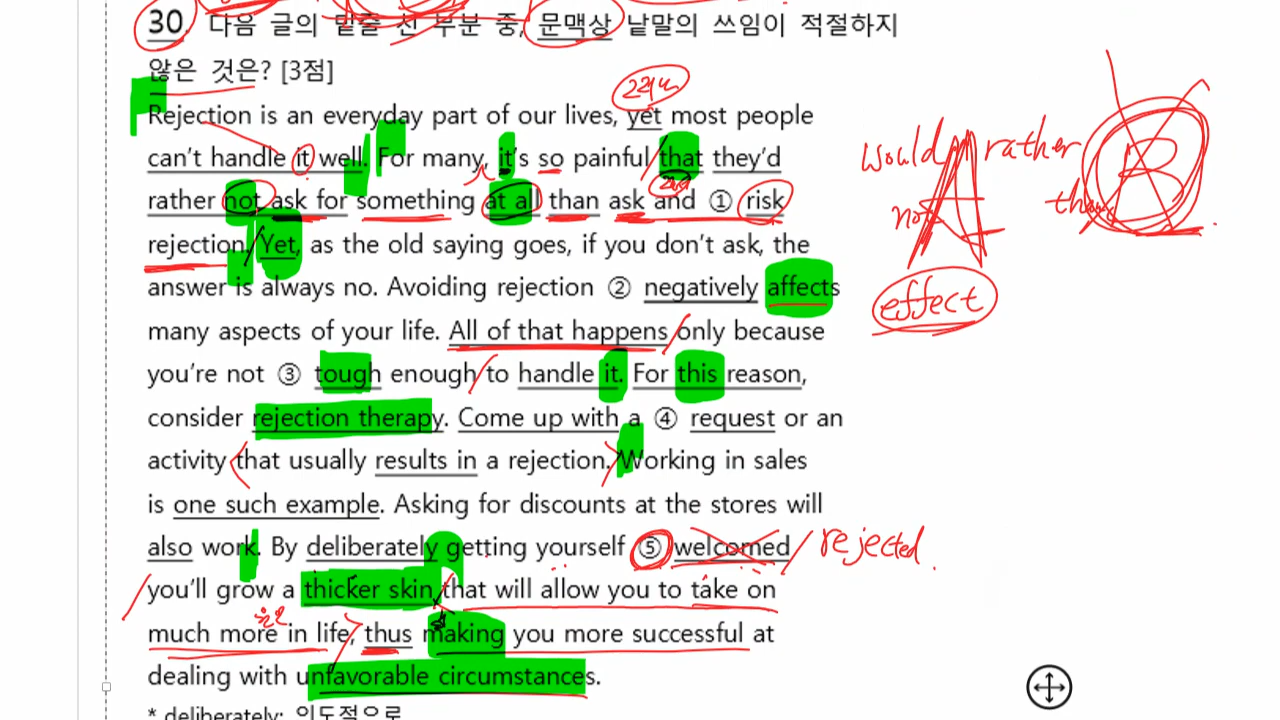 30. 다음 글의 밑줄 친 부분 중, 문맥상 낱말의 쓰임이 적절하지
않은 것은? [3점]
Rejection is an everyday part of our lives, yet most people
can't handle it well. For many, it's so painful that they'd
rather not ask for something at all than ask and ① risk
rejection. Yet, as the old saying goes, if you don't ask, the
answer is always no. Avoiding rejection ② negatively affects
many aspects of your life. All of that happens only because
you're not ③ tough enough to handle it. For this reason,
consider rejection therapy. Come up with a ④ request or an
activity that usually results in a rejection. Working in sales
is one such example. Asking for discounts at the stores will
also work. By deliberately getting yourself ⑤ welcomed
you'll grow a thicker skin that will allow you to take on
much more in life, thus making you more successful at
dealing with unfavorable circumstances.
* deliberately: 의도적으로
would A rather B
not
than
effect
rejected